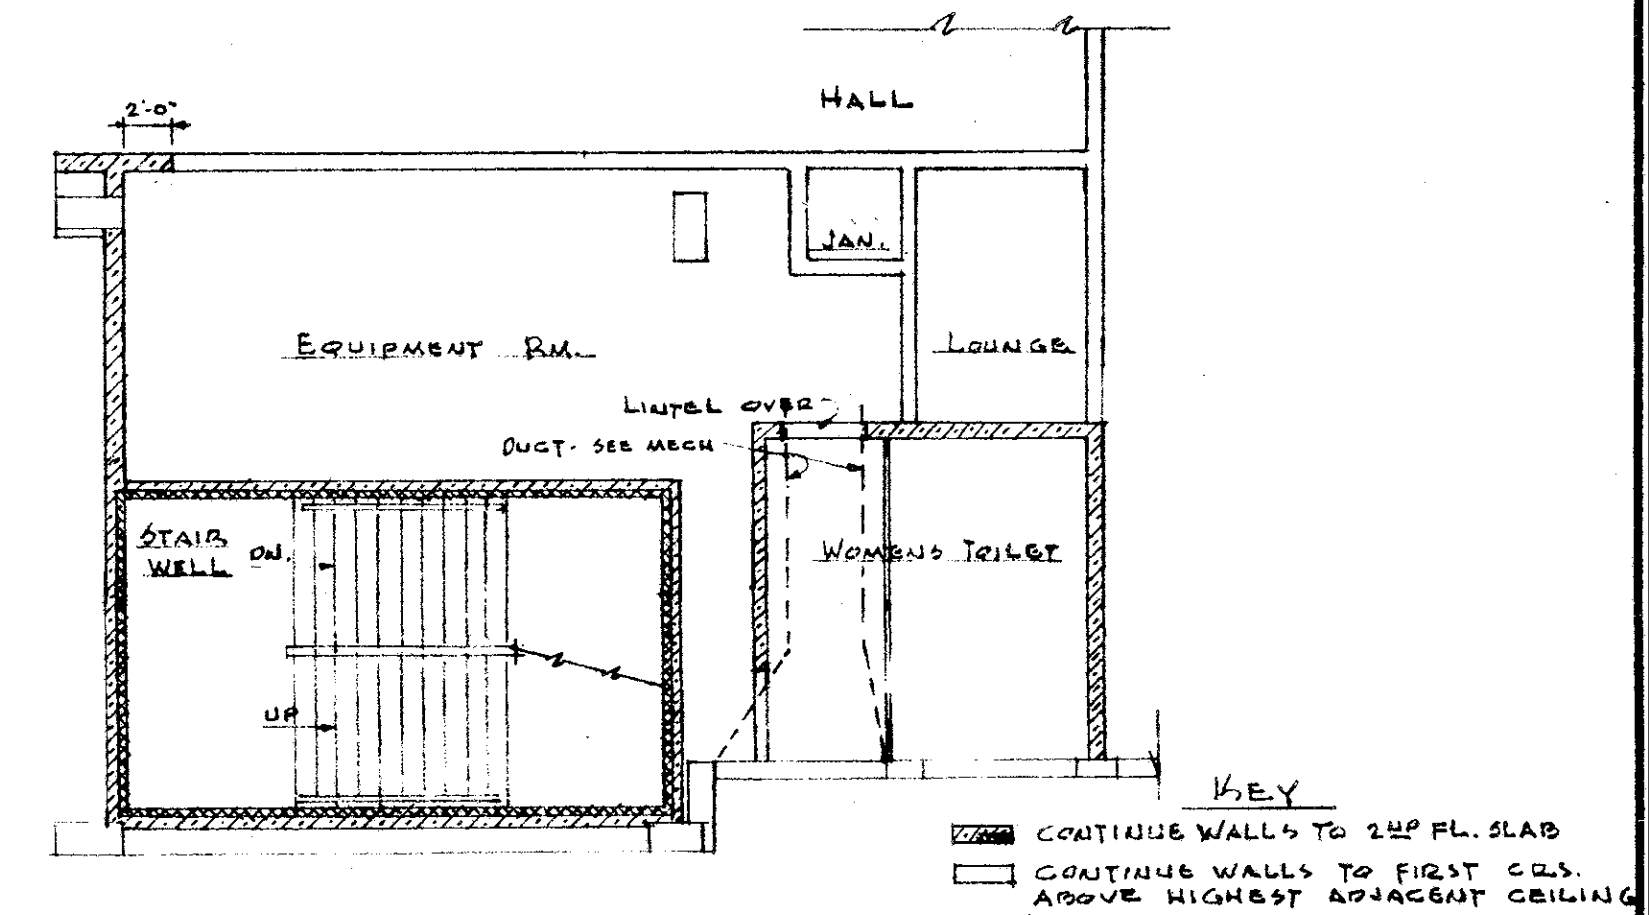 HALL
2'-0"
JAN.
EQUIPMENT RM.
LOUNGE
LINTEL OVER
DUCT- SEE MECH
STAIR
WELL
DN.
WOMENS TOILET
UP
KEY
CONTINUE WALLS TO 2ND FL. SLAB
CONTINUE WALLS TO FIRST CRS.
ABOVE HIGHEST ADJACENT CEILING